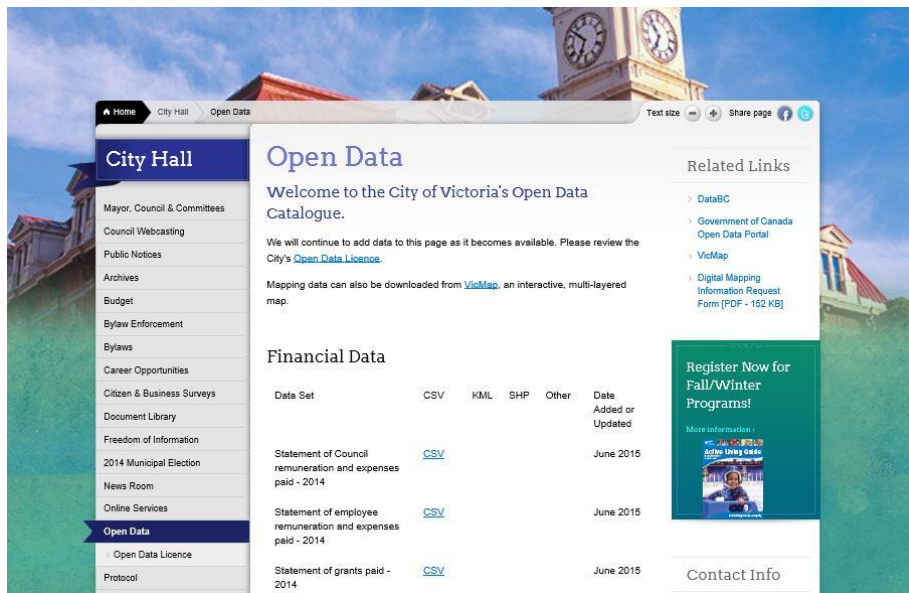 Home
City Hall
Open Data
Text size
Share page
City Hall
Mayor, Council & Committees
Council Webcasting
Public Notices
Archives
Budget
Bylaw Enforcement
Bylaws
Career Opportunities
Citizen & Business Surveys
Document Library
Freedom of Information
2014 Municipal Election
News Room
Online Services
Open Data
Open Data Licence
Protocol
Open Data
Welcome to the City of Victoria's Open Data
Catalogue.
We will continue to add data to this page as it becomes available. Please review the
City's Open Data Licence.
Mapping data can also be downloaded from VicMap, an interactive, multi-layered
map.
Financial Data
Data Set CSV KML SHP Other Date
Added or
Updated
Statement of Council CSV June 2015
remuneration and expenses
paid - 2014
Statement of employee CSV June 2015
remuneration and expenses
paid - 2014
Statement of grants paid - CSV June 2015
2014
Related Links
DataBC
Government of Canada
Open Data Portal
VicMap
Digital Mapping
Information Request
Form [PDF - 152 KB]
Register Now for
Fall/Winter
Programs!
More information ›
Active Living Guide
Contact Info